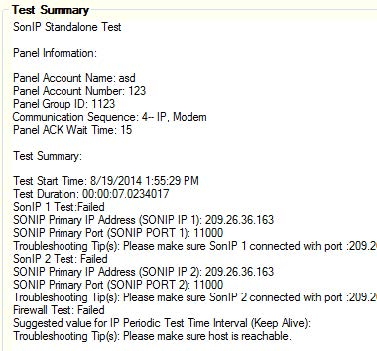 Test Summary
SonIP Standalone Test
Panel Information:
Panel Account Name: asd
Panel Account Number: 123
Panel Group ID: 1123
Communication Sequence: 4-- IP, Modem
Panel ACK Wait Time: 15
Test Summary:
Test Start Time: 8/19/2014 1:55:29 PM
Test Duration: 00:00:07.0234017
SonIP 1 Test:Failed
SONIP Primary IP Address (SONIP IP 1): 209.26.36.163
SONIP Primary Port (SONIP PORT 1): 11000
Troubleshooting Tip(s): Please make sure SonIP 1 connected with port :209.2
SonIP 2 Test: Failed
SONIP Primary IP Address (SONIP IP 2): 209.26.36.163
SONIP Primary Port (SONIP PORT 2): 11000
Troubleshooting Tip(s): Please make sure SonIP 2 connected with port :209.2
Firewall Test: Failed
Suggested value for IP Periodic Test Time Interval (Keep Alive):
Troubleshooting Tip(s): Please make sure host is reachable.